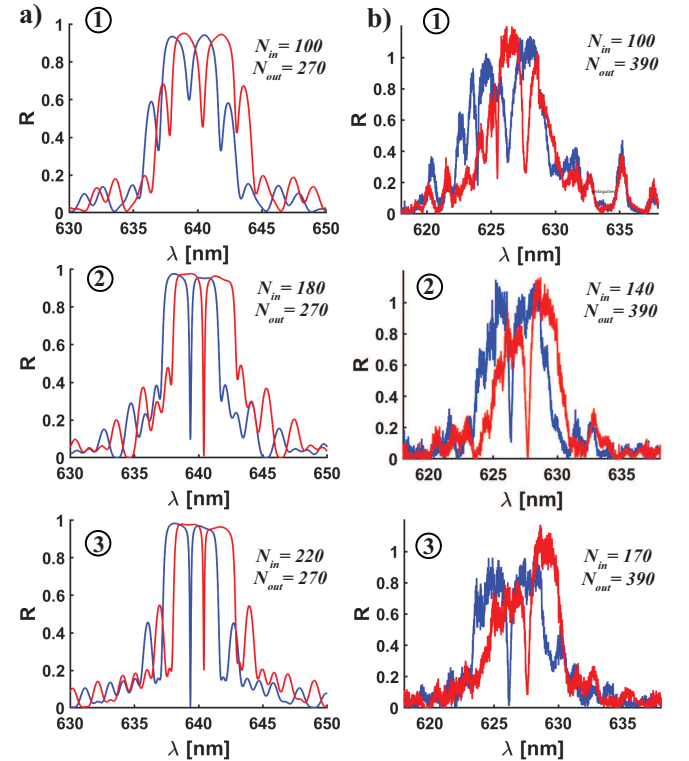 a)
1
N_in = 100
N_out = 270
R
1
0.8
0.6
0.4
0.2
0
630 635 640 645 650
λ [nm]
2
N_in = 180
N_out = 270
R
1
0.8
0.6
0.4
0.2
0
630 635 640 645 650
λ [nm]
3
N_in = 220
N_out = 270
R
1
0.8
0.6
0.4
0.2
0
630 635 640 645 650
λ [nm]
b)
1
N_in = 100
N_out = 390
R
1
0.8
0.6
0.4
0.2
0
620 625 630 635
λ [nm]
2
N_in = 140
N_out = 390
R
1
0.8
0.6
0.4
0.2
0
620 625 630 635
λ [nm]
3
N_in = 170
N_out = 390
R
1
0.8
0.6
0.4
0.2
0
620 625 630 635
λ [nm]